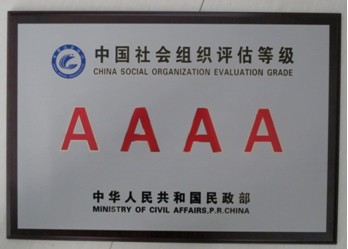 中国社会组织评估等级
CHINA SOCIAL ORGANIZATION EVALUATION GRADE
AAAA
中华人民共和国民政部
MINISTRY OF CIVIL AFFAIRS,P.R.CHINA